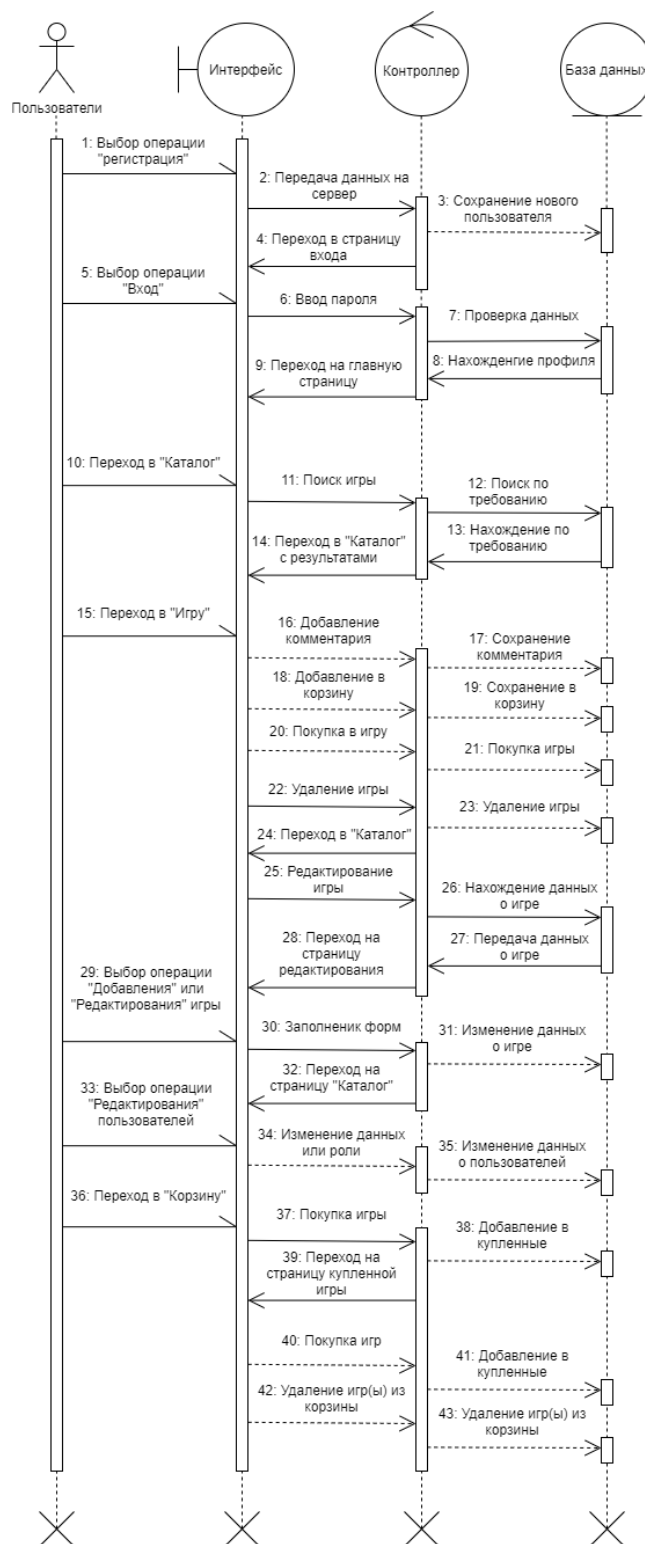 Пользователи
Интерфейс
Контроллер
База данных
1: Выбор операции
"регистрация"
2: Передача данных на
сервер
3: Сохранение нового
пользователя
4: Переход в страницу
входа
5: Выбор операции
"Вход"
6: Ввод пароля
7: Проверка данных
8: Нахожденгие профиля
9: Переход на главную
страницу
10: Переход в "Каталог"
11: Поиск игры
12: Поиск по
требованию
13: Нахождение по
требованию
14: Переход в "Каталог"
с результатами
15: Переход в "Игру"
16: Добавление
комментария
17: Сохранение
комментария
18: Добавление в
корзину
19: Сохранение в
корзину
20: Покупка в игру
21: Покупка игры
22: Удаление игры
23: Удаление игры
24: Переход в "Каталог"
25: Редактирование
игры
26: Нахождение данных
о игре
27: Передача данных
о игре
28: Переход на
страницу
редактирования
29: Выбор операции
"Добавления" или
"Редактирования" игры
30: Заполненик форм
31: Изменение данных
о игре
32: Переход на
страницу "Каталог"
33: Выбор операции
"Редактирования"
пользователей
34: Изменение данных
или роли
35: Изменение данных
о пользователей
36: Переход в "Корзину"
37: Покупка игры
38: Добавление в
купленные
39: Переход на
страницу купленной
игры
40: Покупка игр
41: Добавление в
купленные
42: Удаление игр(ы) из
корзины
43: Удаление игр(ы) из
корзины